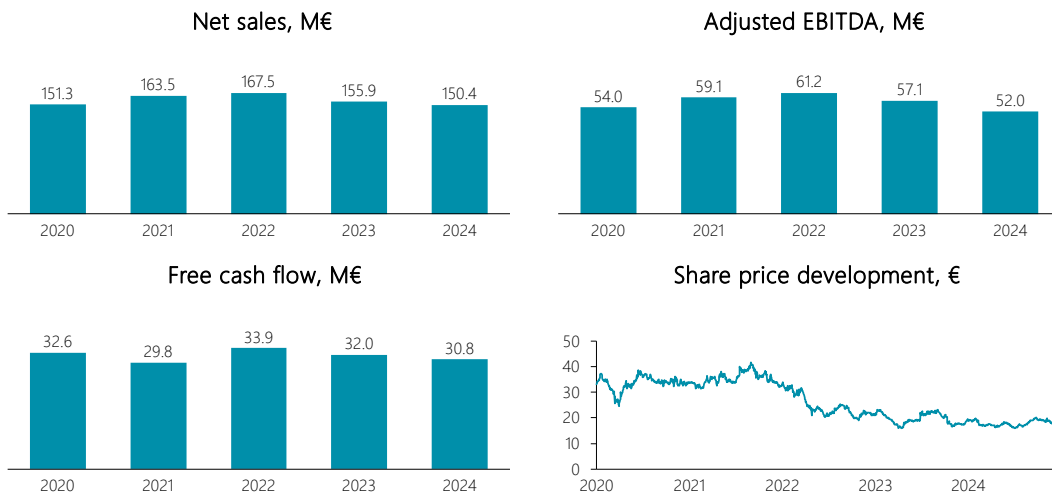 Net sales, M€
151.3 163.5 167.5 155.9 150.4
2020 2021 2022 2023 2024
Adjusted EBITDA, M€
54.0 59.1 61.2 57.1 52.0
2020 2021 2022 2023 2024
Free cash flow, M€
32.6 29.8 33.9 32.0 30.8
2020 2021 2022 2023 2024
Share price development, €
50
40
30
20
10
0
2020 2021 2022 2023 2024